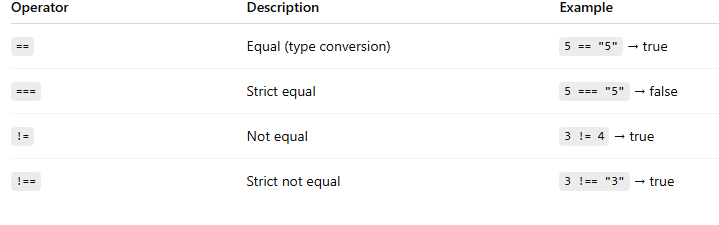 Operator Description Example
== Equal (type conversion) 5 == "5" → true
=== Strict equal 5 === "5" → false
!= Not equal 3 != 4 → true
!== Strict not equal 3 !== "3" → true